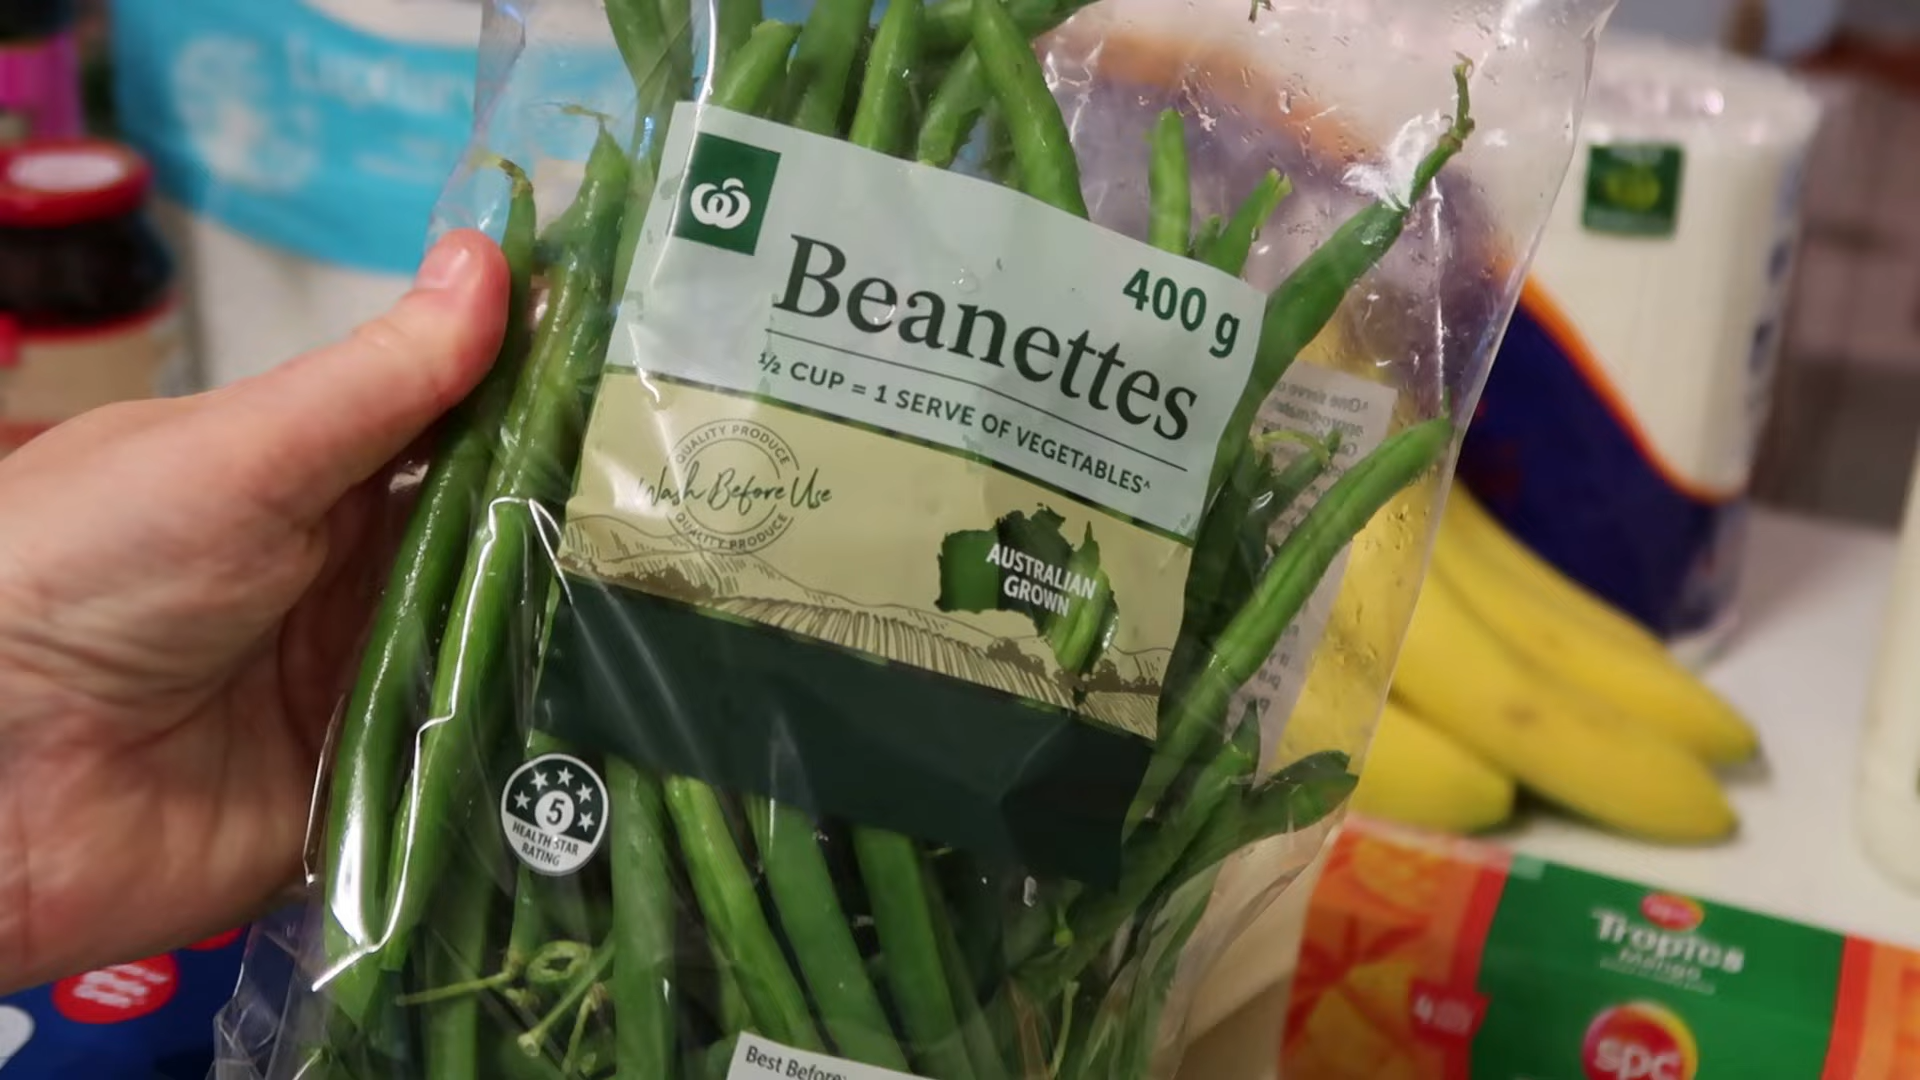 Beanettes
400 g
½ CUP = 1 SERVE OF VEGETABLES^
QUALITY PRODUCE
Wash Before Use
QUALITY PRODUCE
AUSTRALIAN
GROWN
5
HEALTH STAR
RATING
Best Before:
Tropics
Mango
spc